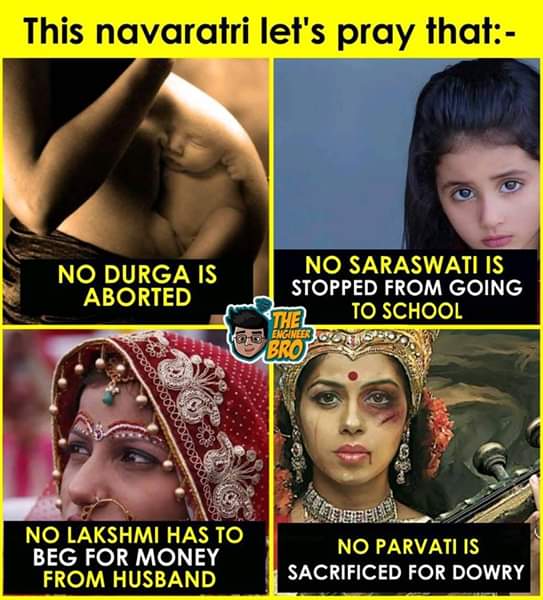 This navaratri let's pray that:-
NO DURGA IS
ABORTED
NO SARASWATI IS
STOPPED FROM GOING
TO SCHOOL
THE
ENGINEER
BRO
NO LAKSHMI HAS TO
BEG FOR MONEY
FROM HUSBAND
NO PARVATI IS
SACRIFICED FOR DOWRY